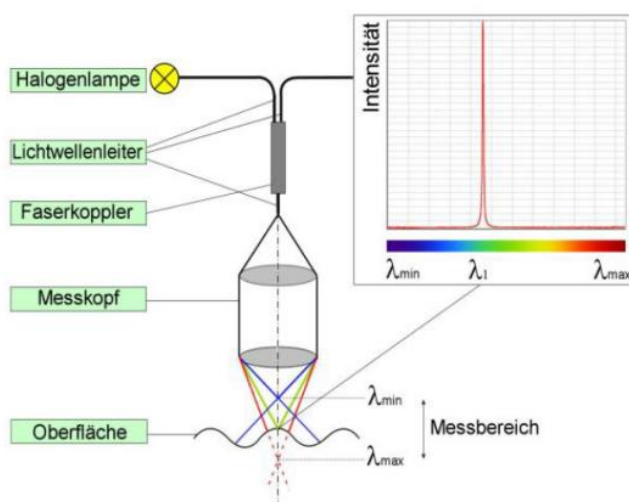 Halogenlampe
Lichtwellenleiter
Faserkoppler
Messkopf
Oberfläche
Intensität
λmin
λ1
λmax
λmin
Messbereich
λmax